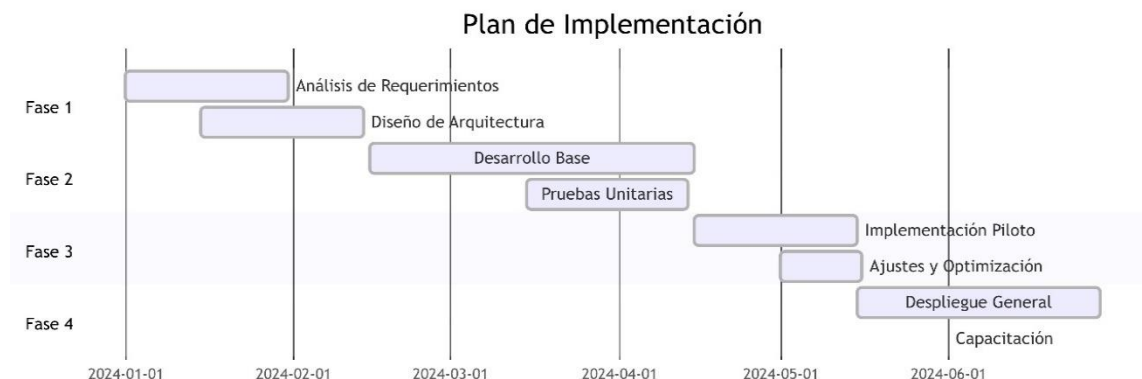 Plan de Implementación
Análisis de Requerimientos
Fase 1
Diseño de Arquitectura
Desarrollo Base
Fase 2
Pruebas Unitarias
Implementación Piloto
Fase 3
Ajustes y Optimización
Despliegue General
Fase 4
Capacitación
2024-01-01 2024-02-01 2024-03-01 2024-04-01 2024-05-01 2024-06-01